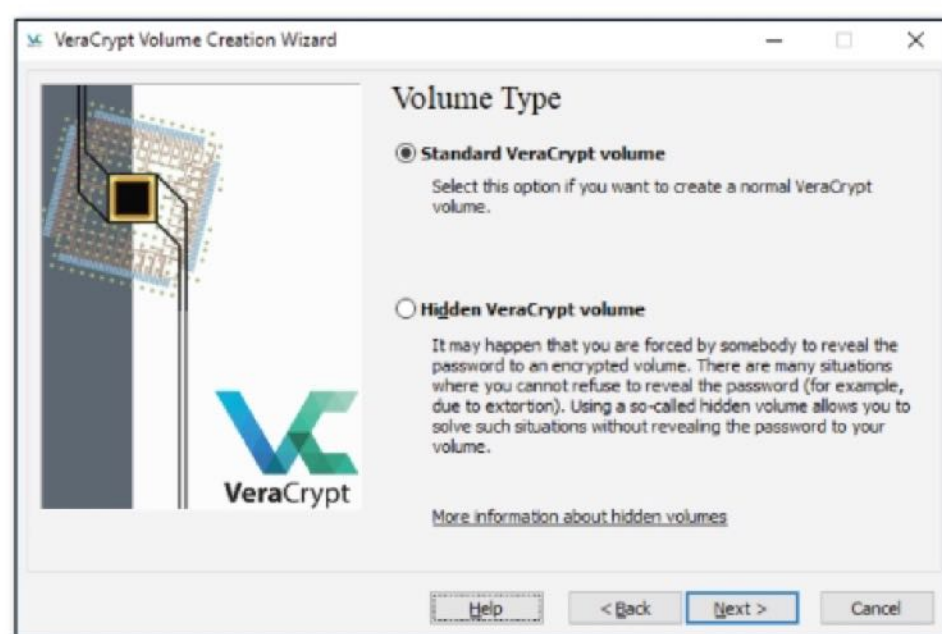 VeraCrypt Volume Creation Wizard
Volume Type
Standard VeraCrypt volume
Select this option if you want to create a normal VeraCrypt
volume.
Hidden VeraCrypt volume
It may happen that you are forced by somebody to reveal the
password to an encrypted volume. There are many situations
where you cannot refuse to reveal the password (for example,
due to extortion). Using a so-called hidden volume allows you to
solve such situations without revealing the password to your
volume.
VeraCrypt
More information about hidden volumes
Help
< Back
Next >
Cancel